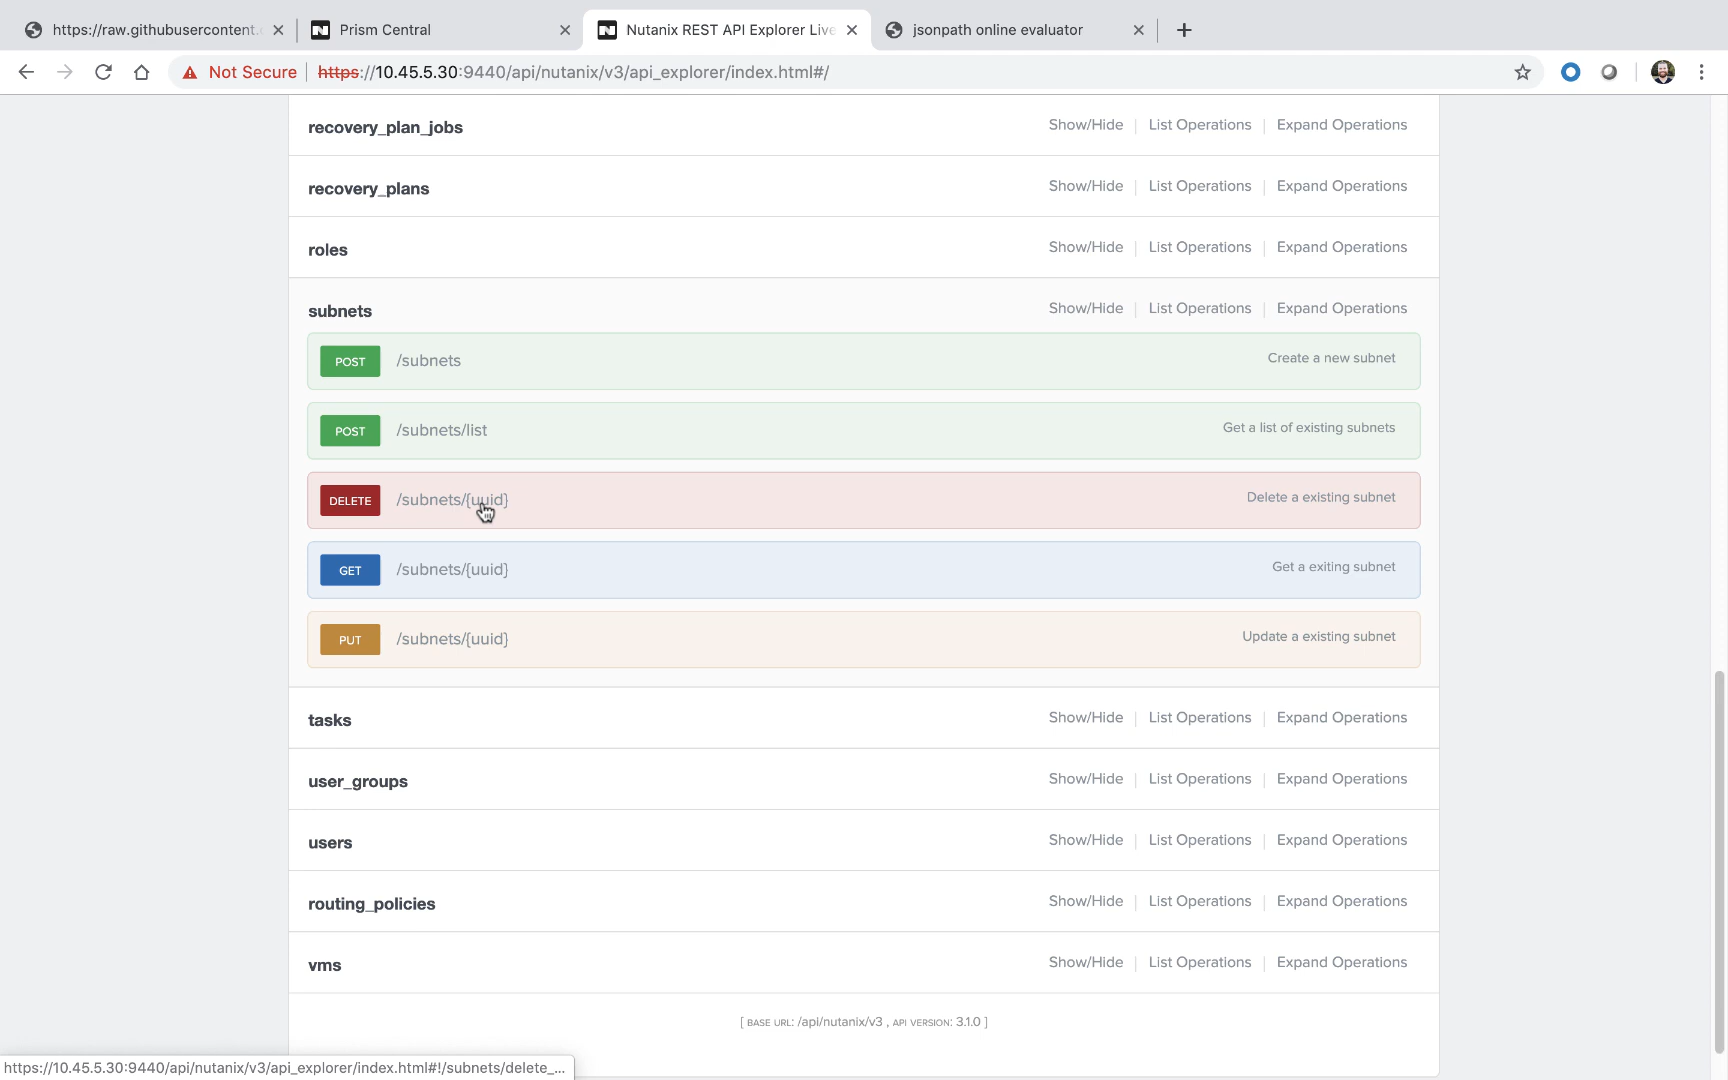 https://raw.githubusercontent.c
Prism Central
Nutanix REST API Explorer Live
jsonpath online evaluator
Not Secure
https://10.45.5.30:9440/api/nutanix/v3/api_explorer/index.html#/
recovery_plan_jobs
Show/Hide
List Operations
Expand Operations
recovery_plans
Show/Hide
List Operations
Expand Operations
roles
Show/Hide
List Operations
Expand Operations
subnets
Show/Hide
List Operations
Expand Operations
POST
/subnets
Create a new subnet
POST
/subnets/list
Get a list of existing subnets
DELETE
/subnets/{uuid}
Delete a existing subnet
GET
/subnets/{uuid}
Get a exiting subnet
PUT
/subnets/{uuid}
Update a existing subnet
tasks
Show/Hide
List Operations
Expand Operations
user_groups
Show/Hide
List Operations
Expand Operations
users
Show/Hide
List Operations
Expand Operations
routing_policies
Show/Hide
List Operations
Expand Operations
vms
Show/Hide
List Operations
Expand Operations
[ BASE URL: /api/nutanix/v3 , API VERSION: 3.1.0 ]
https://10.45.5.30:9440/api/nutanix/v3/api_explorer/index.html#!/subnets/delete_...